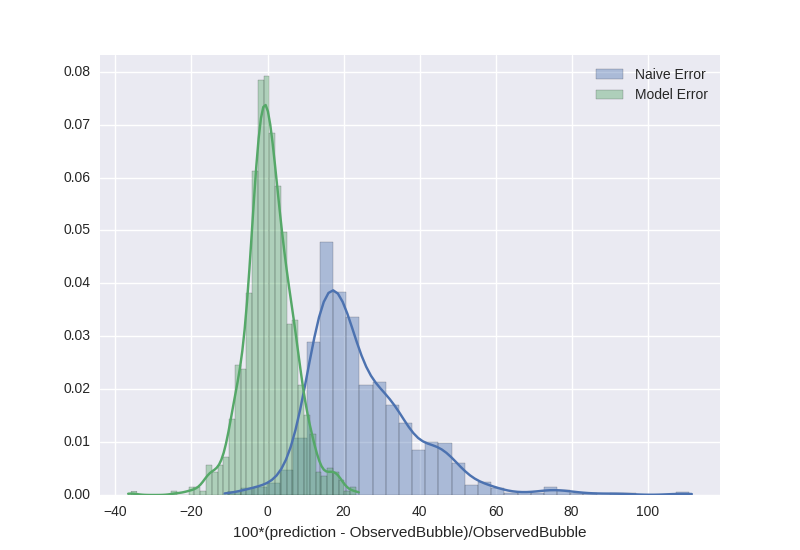 0.08
0.07
0.06
0.05
0.04
0.03
0.02
0.01
0.00
−40 −20 0 20 40 60 80 100
100*(prediction - ObservedBubble)/ObservedBubble
Naive Error
Model Error